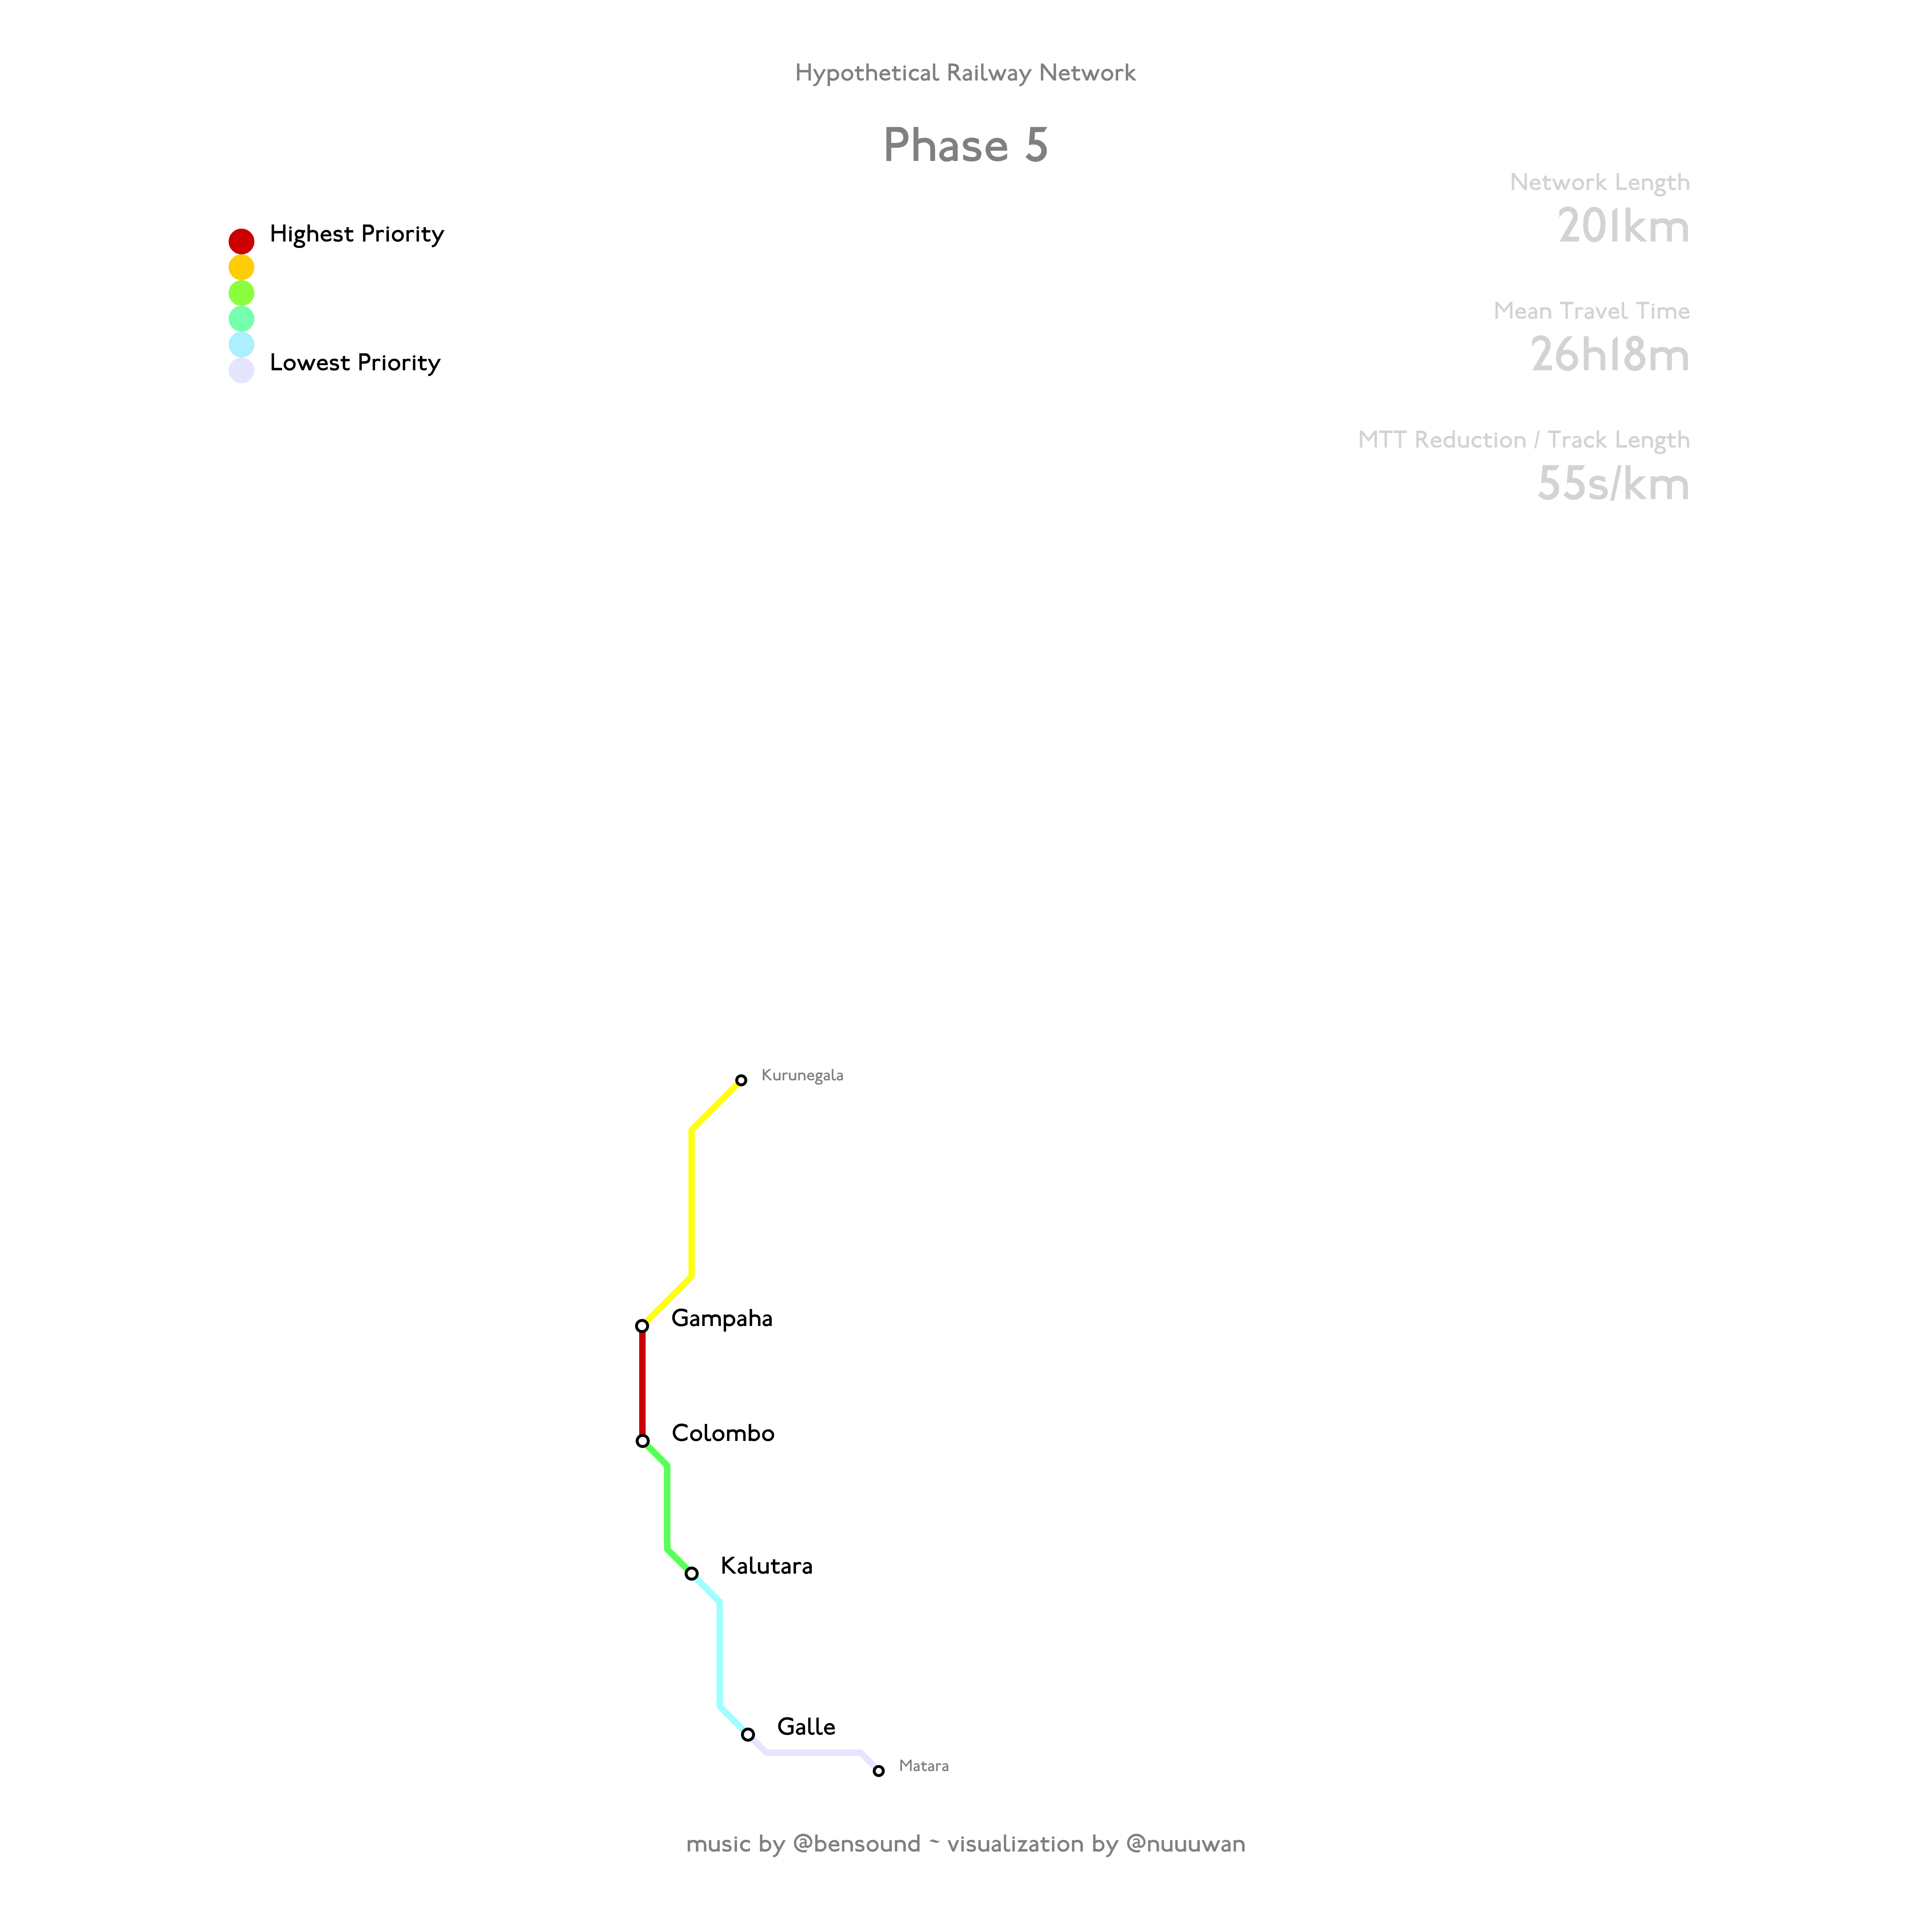 Hypothetical Railway Network
Phase 5
Network Length
201km
Highest Priority
Mean Travel Time
26h18m
Lowest Priority
MTT Reduction / Track Length
55s/km
Kurunegala
Gampaha
Colombo
Kalutara
Galle
Matara
music by @bensound ~ visualization by @nuuuwan